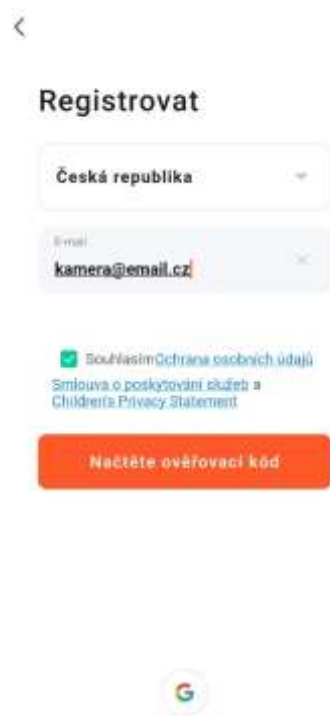 Registrovat
Česká republika
E-mail
kamera@email.cz
SouhlasímOchrana osobních údajů
Smlouva o poskytování služeb a
Children's Privacy Statement
Načtěte ověřovací kód